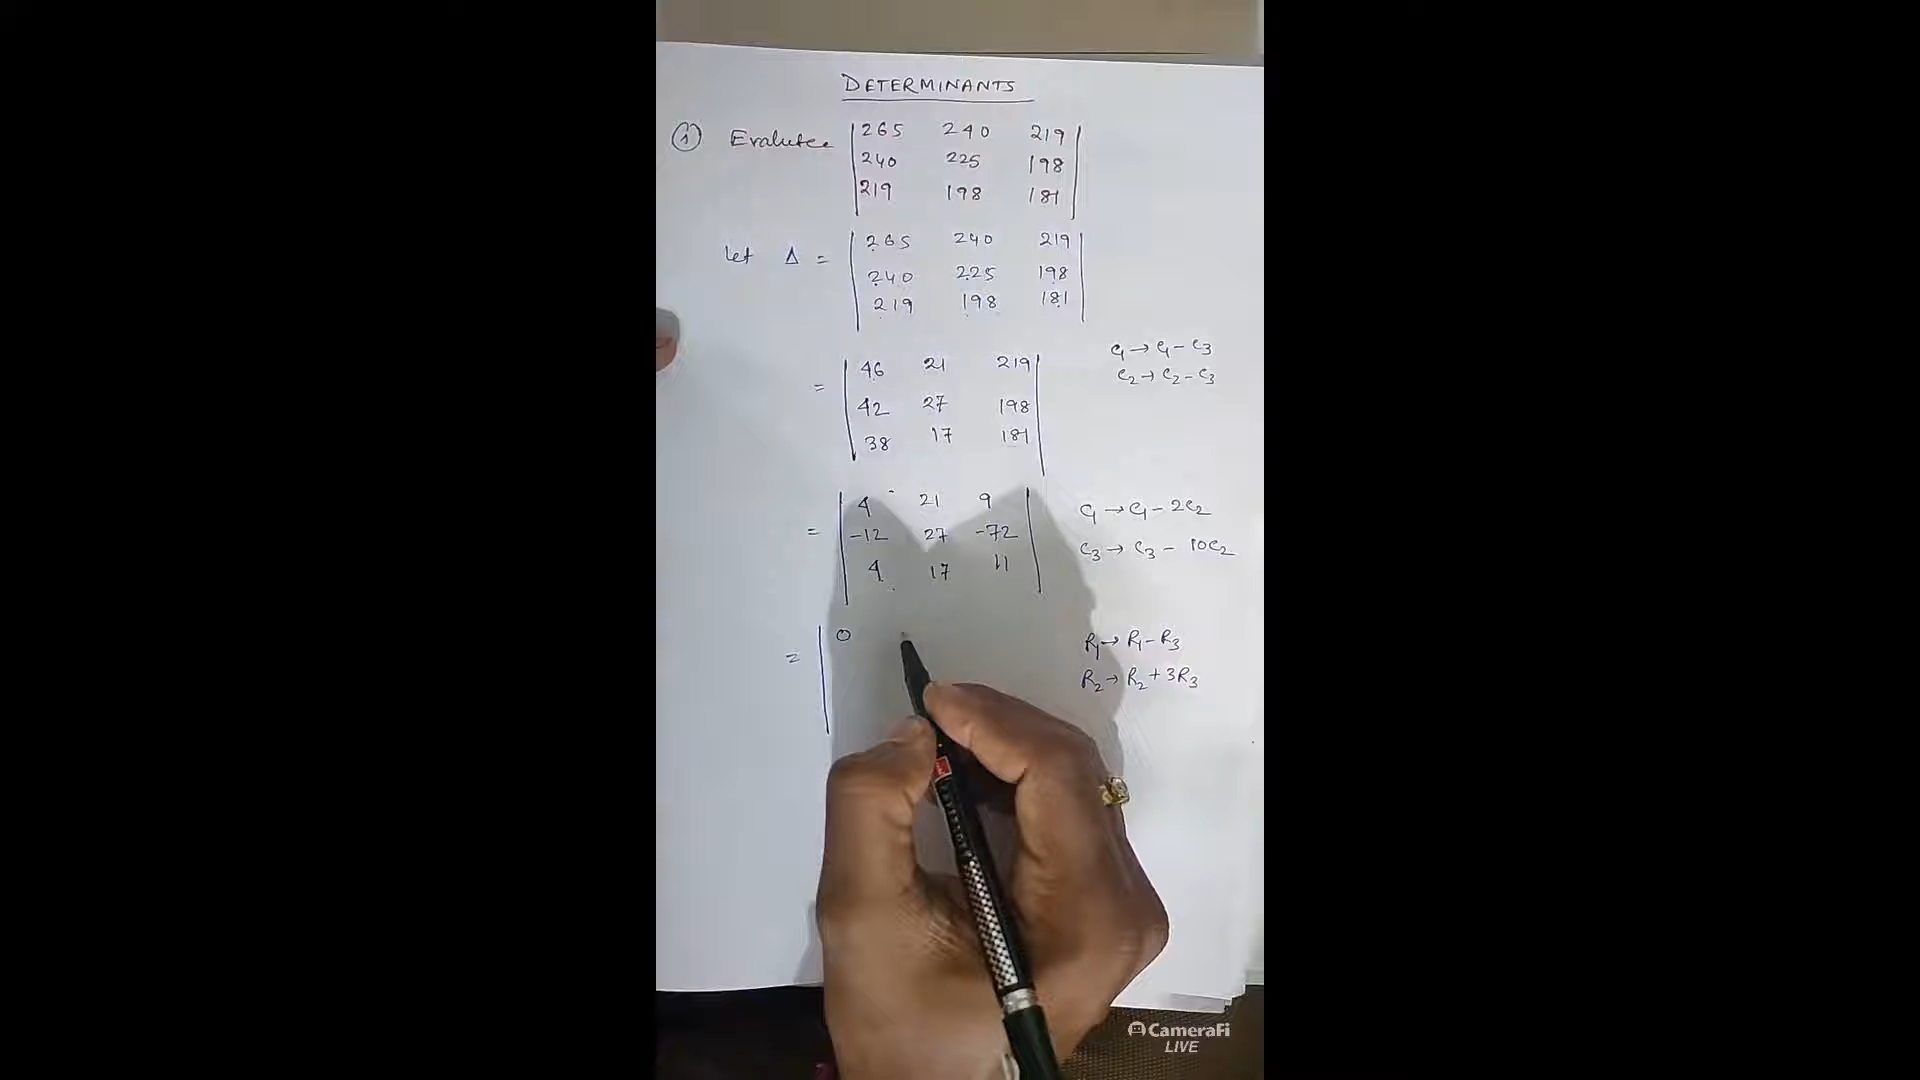 DETERMINANTS
① Evalutee | 265 240 219 |
| 240 225 198 |
| 219 198 181 |
Let Δ = | 265 240 219 |
| 240 225 198 |
| 219 198 181 |
= | 46 21 219 | C₁ → C₁ - C₃
| 42 27 198 | C₂ → C₂ - C₃
| 38 17 181 |
= | 4 21 9 | C₁ → C₁ - 2C₂
| -12 27 -72 | C₃ → C₃ - 10C₂
| 4 17 11 |
= | 0 R₁ → R₁ - R₃
R₂ → R₂ + 3R₃
CameraFi
LIVE